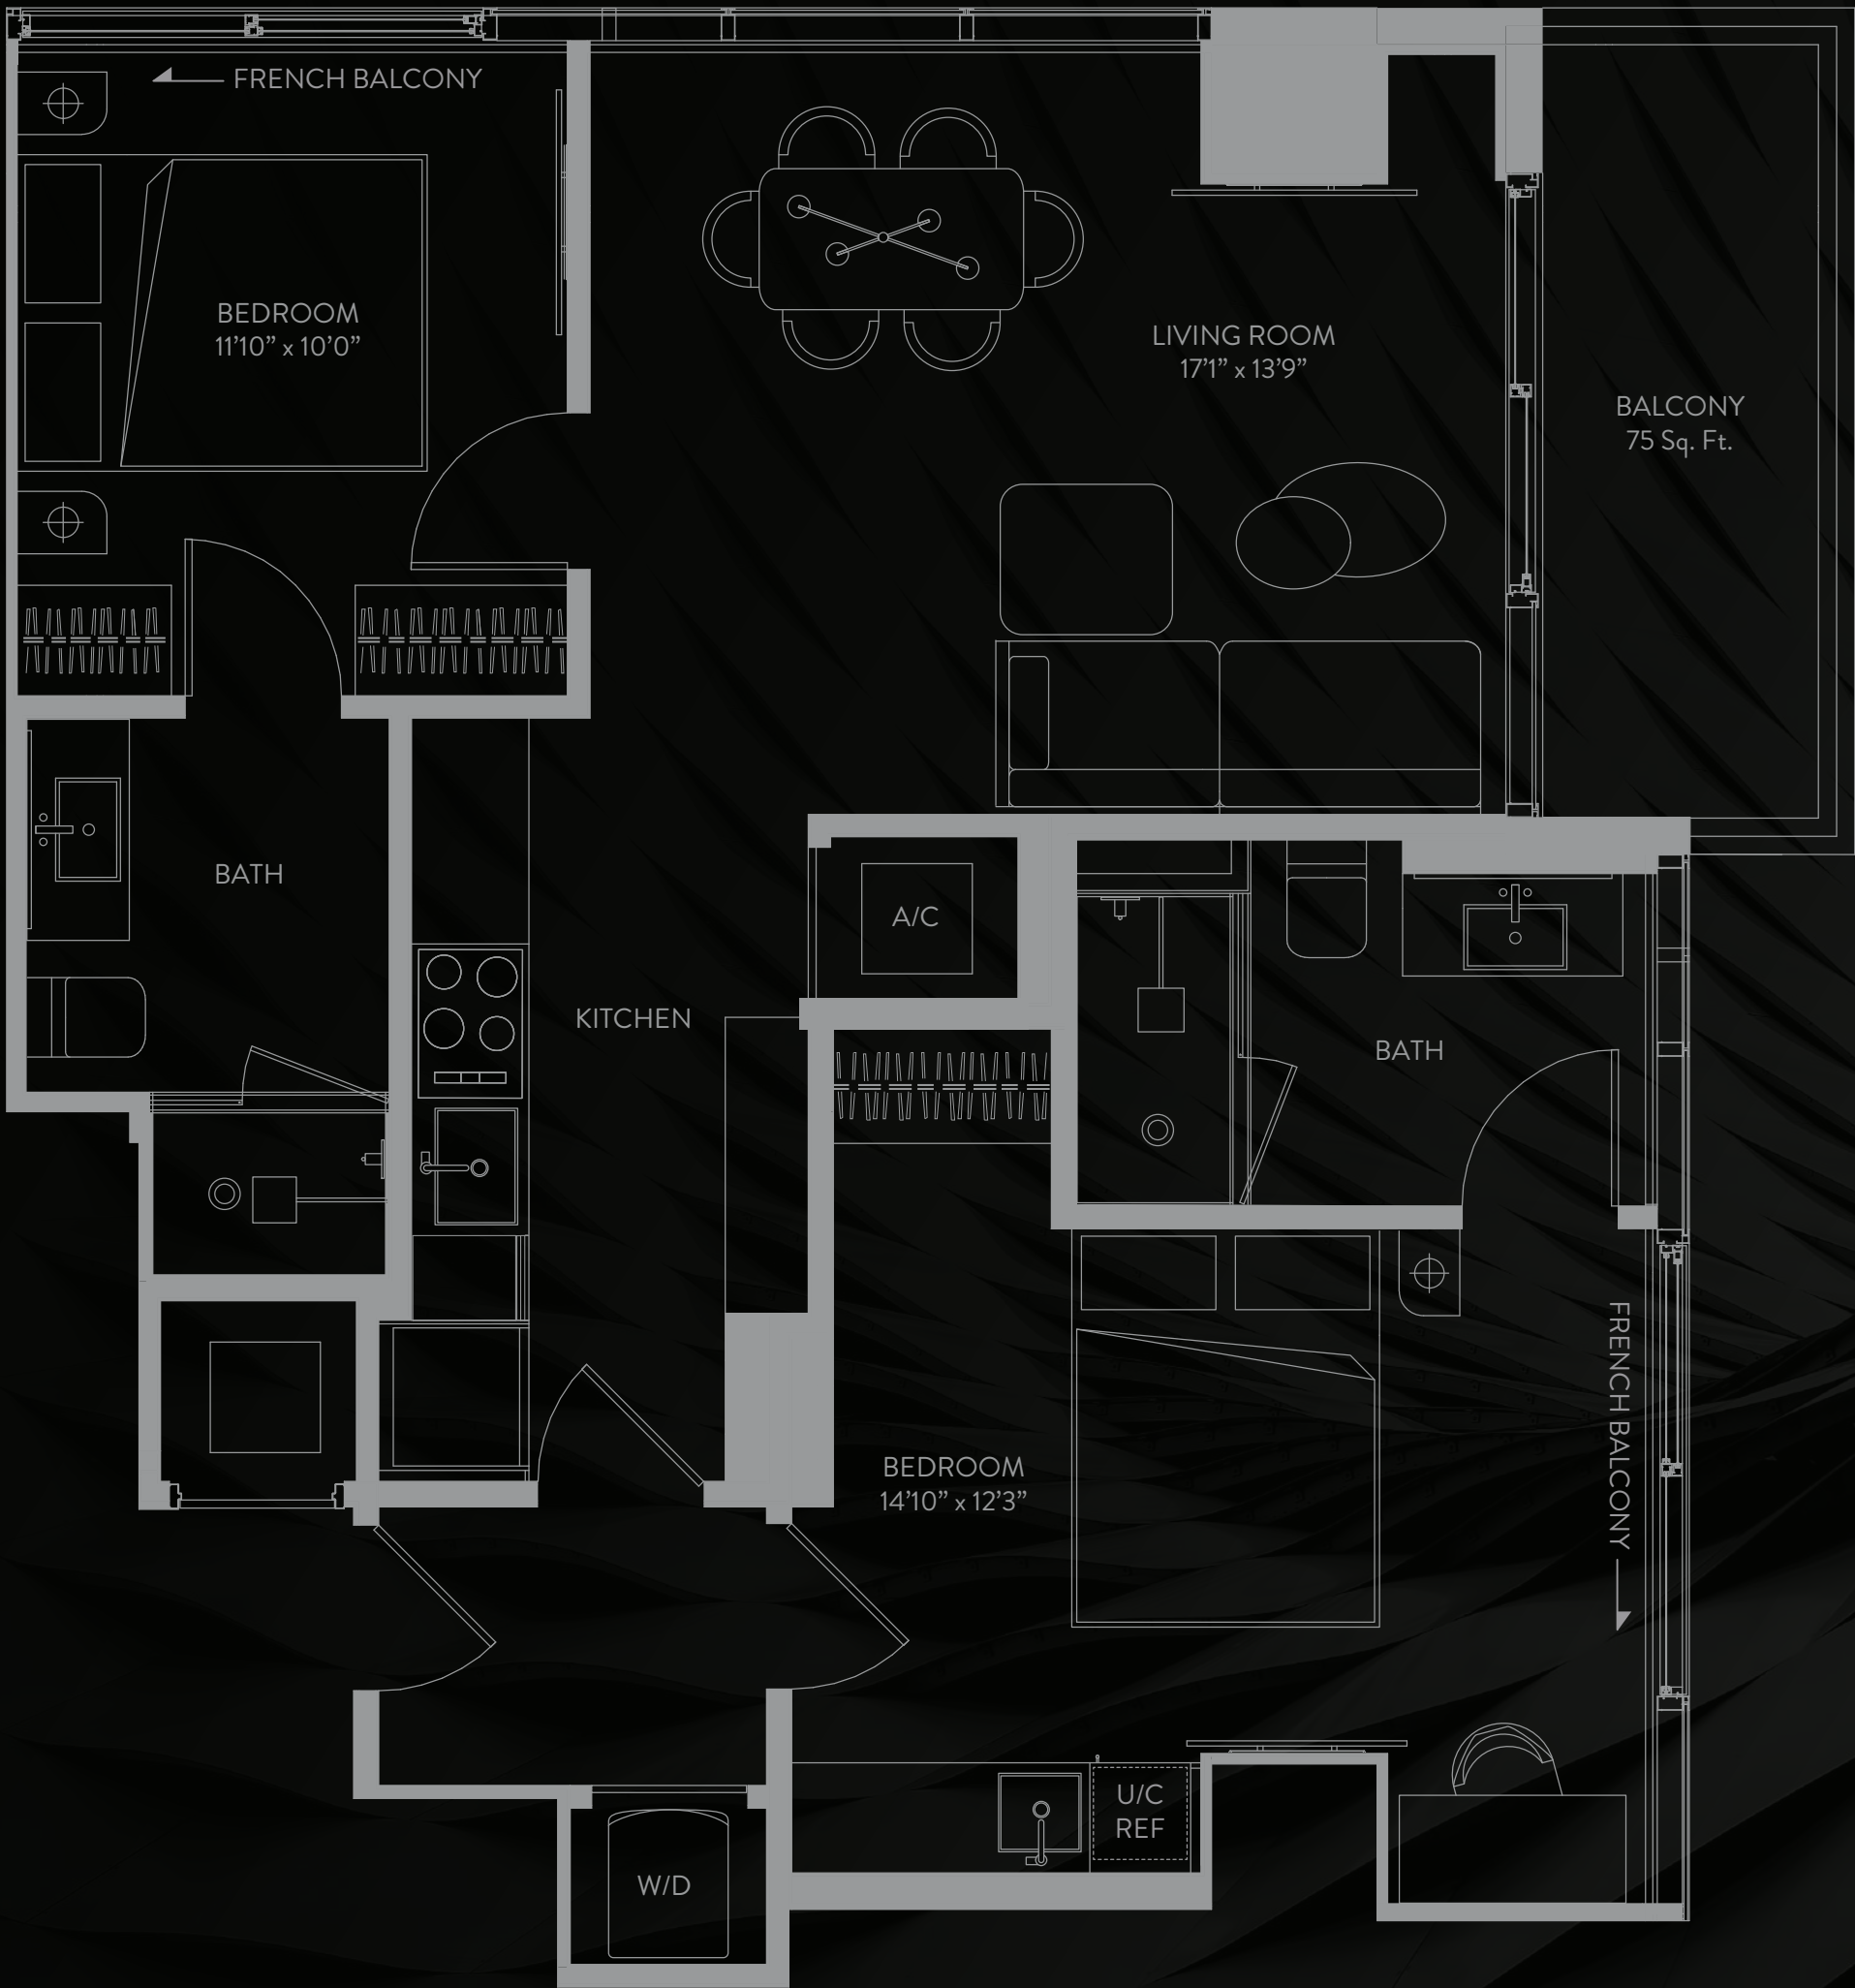 FRENCH BALCONY
BEDROOM
11’10” x 10’0”
LIVING ROOM
17’1” x 13’9”
BALCONY
75 Sq. Ft.
BATH
A/C
KITCHEN
BATH
FRENCH BALCONY
BEDROOM
14’10” x 12’3”
U/C
REF
W/D